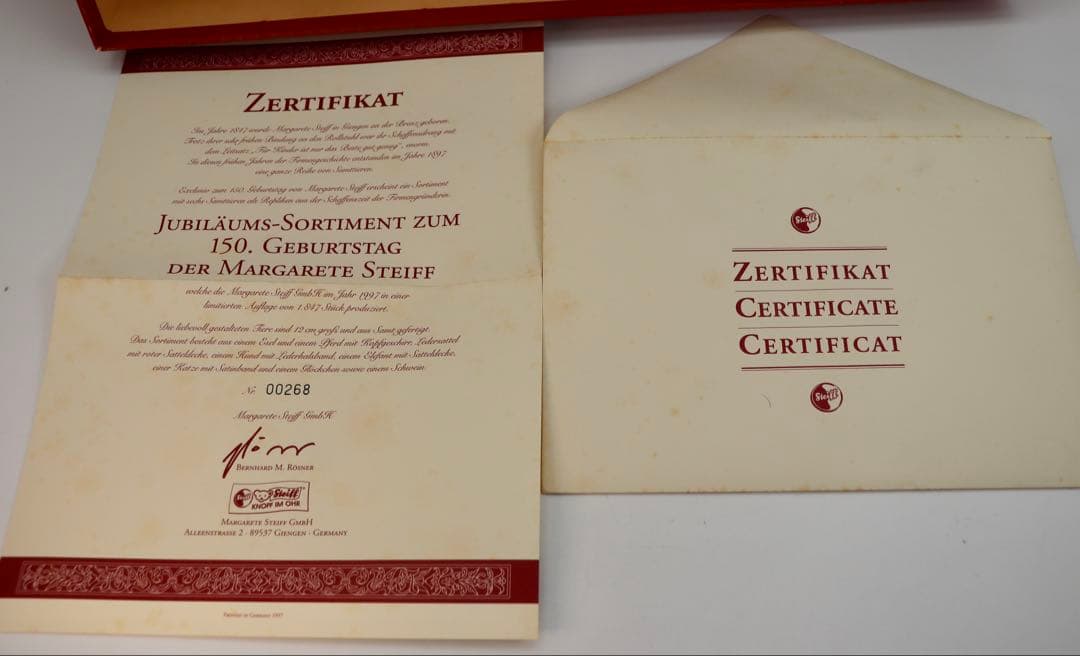 ZERTIFIKAT
Im Jahre 1847 wurde Margarete Steiff in Giengen an der Brenz geboren.
Trotz ihrer sehr frühen Bindung an den Rollstuhl war ihr Schaffensdrang mit
dem Leitsatz „Für Kinder ist nur das Beste gut genug“, enorm.
In diesen frühen Jahren der Firmengeschichte entstanden im Jahre 1897
eine ganze Reihe von Samttieren.
Exclusiv zum 150. Geburtstag von Margarete Steiff erscheint ein Sortiment
mit sechs Samttieren als Repliken aus der Schaffenszeit der Firmengründerin.
JUBILÄUMS-SORTIMENT ZUM
150. GEBURTSTAG
DER MARGARETE STEIFF
welche die Margarete Steiff GmbH im Jahr 1997 in einer
limitierten Auflage von 1.847 Stück produziert.
Die liebevoll gestalteten Tiere sind 12 cm groß und aus Samt gefertigt.
Das Sortiment besteht aus einem Esel und einem Pferd mit Kopfgeschirr, Ledersattel
mit roter Satteldecke, einem Hund mit Lederhalsband, einem Elefant mit Satteldecke,
einer Katze mit Satinband und einem Glöckchen sowie einem Schwein.
Nr. 00268
Margarete Steiff GmbH
BERNHARD M. RÖSNER
Steiff Steiff
KNOPF IM OHR
MARGARETE STEIFF GMBH
ALLEENSTRASSE 2 · 89537 GIENGEN · GERMANY
Printed in Germany 1997
Steiff
ZERTIFIKAT
CERTIFICATE
CERTIFICAT
Steiff